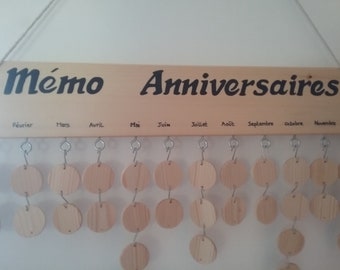 Mémo Anniversaires
Février Mars Avril Mai Juin Juillet Août Septembre Octobre Novembre